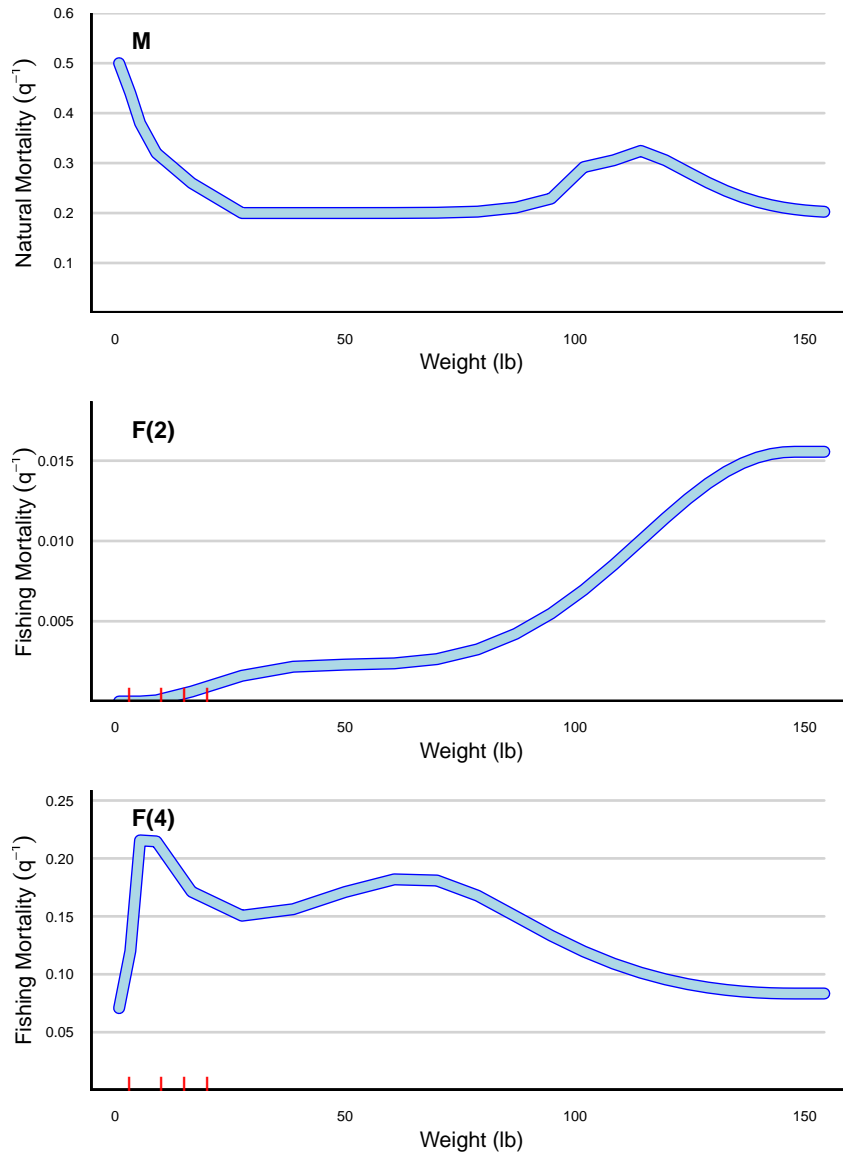 0.6
M
0.5
0.4
0.3
0.2
0.1
Natural Mortality (q⁻¹)
0 50 100 150
Weight (lb)
F(2)
0.015
0.010
0.005
Fishing Mortality (q⁻¹)
0 50 100 150
Weight (lb)
0.25
F(4)
0.20
0.15
0.10
0.05
Fishing Mortality (q⁻¹)
0 50 100 150
Weight (lb)